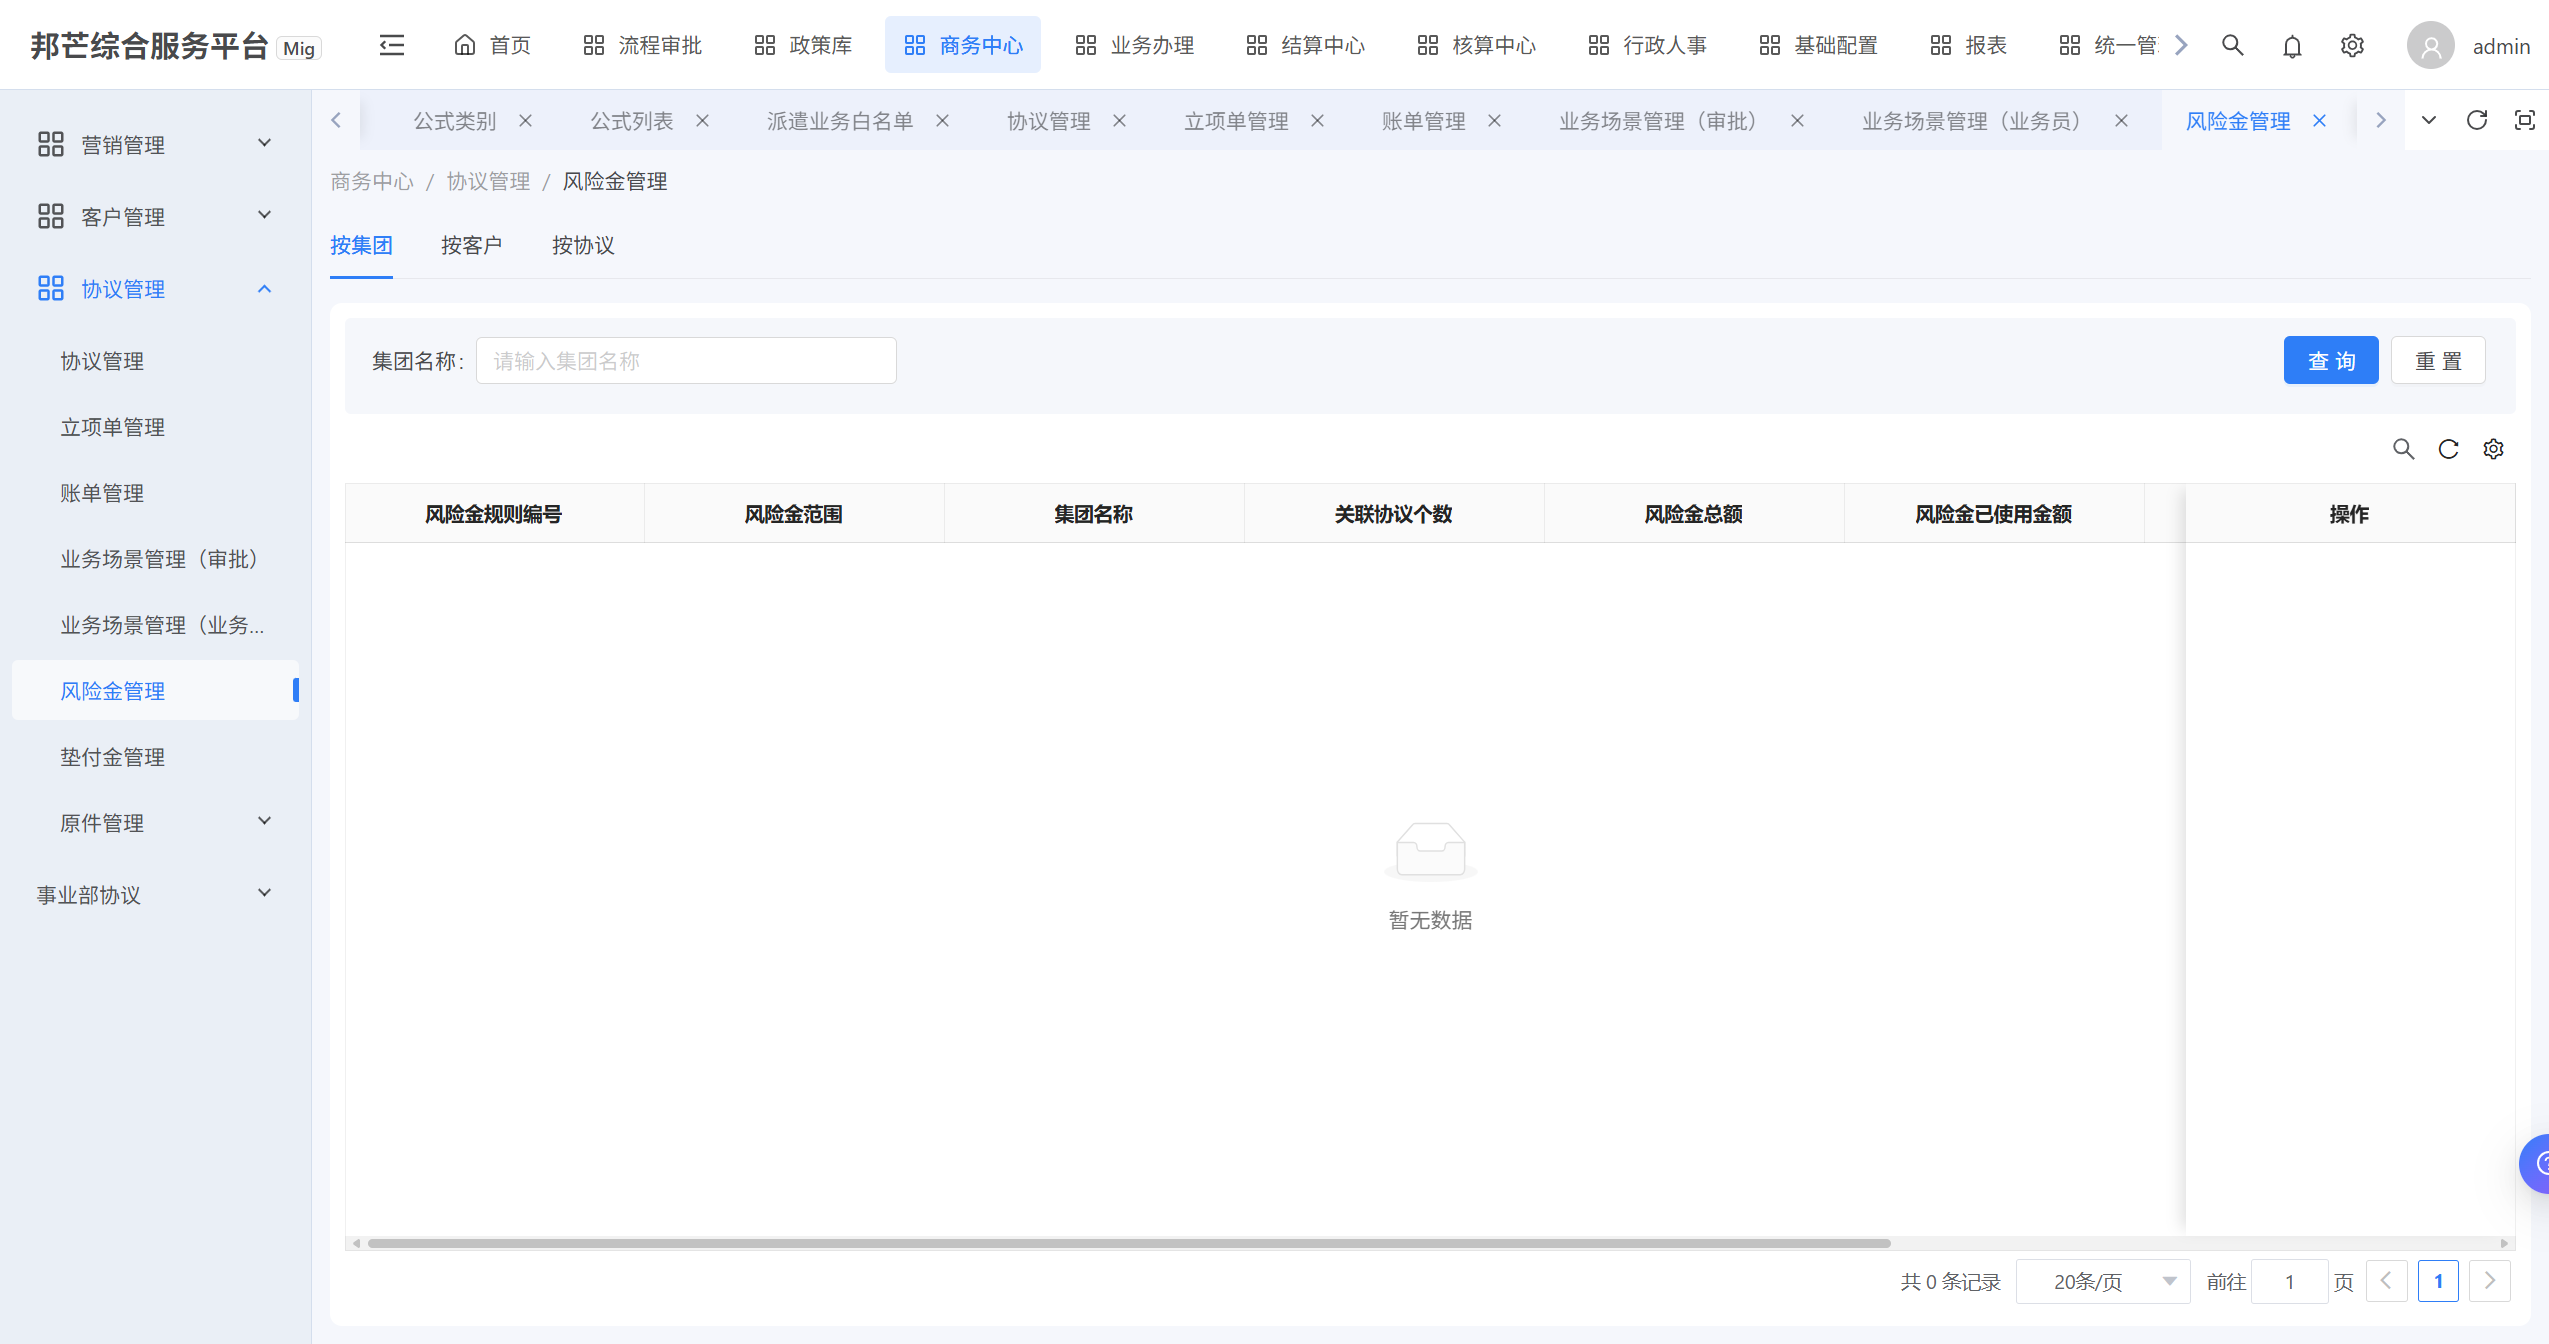 邦芒综合服务平台 Mig
首页 流程审批 政策库 商务中心 业务办理 结算中心 核算中心 行政人事 基础配置 报表 统一管 admin
公式类别 公式列表 派遣业务白名单 协议管理 立项单管理 账单管理 业务场景管理（审批） 业务场景管理（业务员） 风险金管理
营销管理
客户管理
协议管理
协议管理
立项单管理
账单管理
业务场景管理（审批）
业务场景管理（业务...
风险金管理
垫付金管理
原件管理
事业部协议
商务中心 / 协议管理 / 风险金管理
按集团 按客户 按协议
集团名称: 请输入集团名称 查 询 重 置
风险金规则编号 风险金范围 集团名称 关联协议个数 风险金总额 风险金已使用金额 操作
暂无数据
共 0 条记录 20条/页 前往 1 页 1